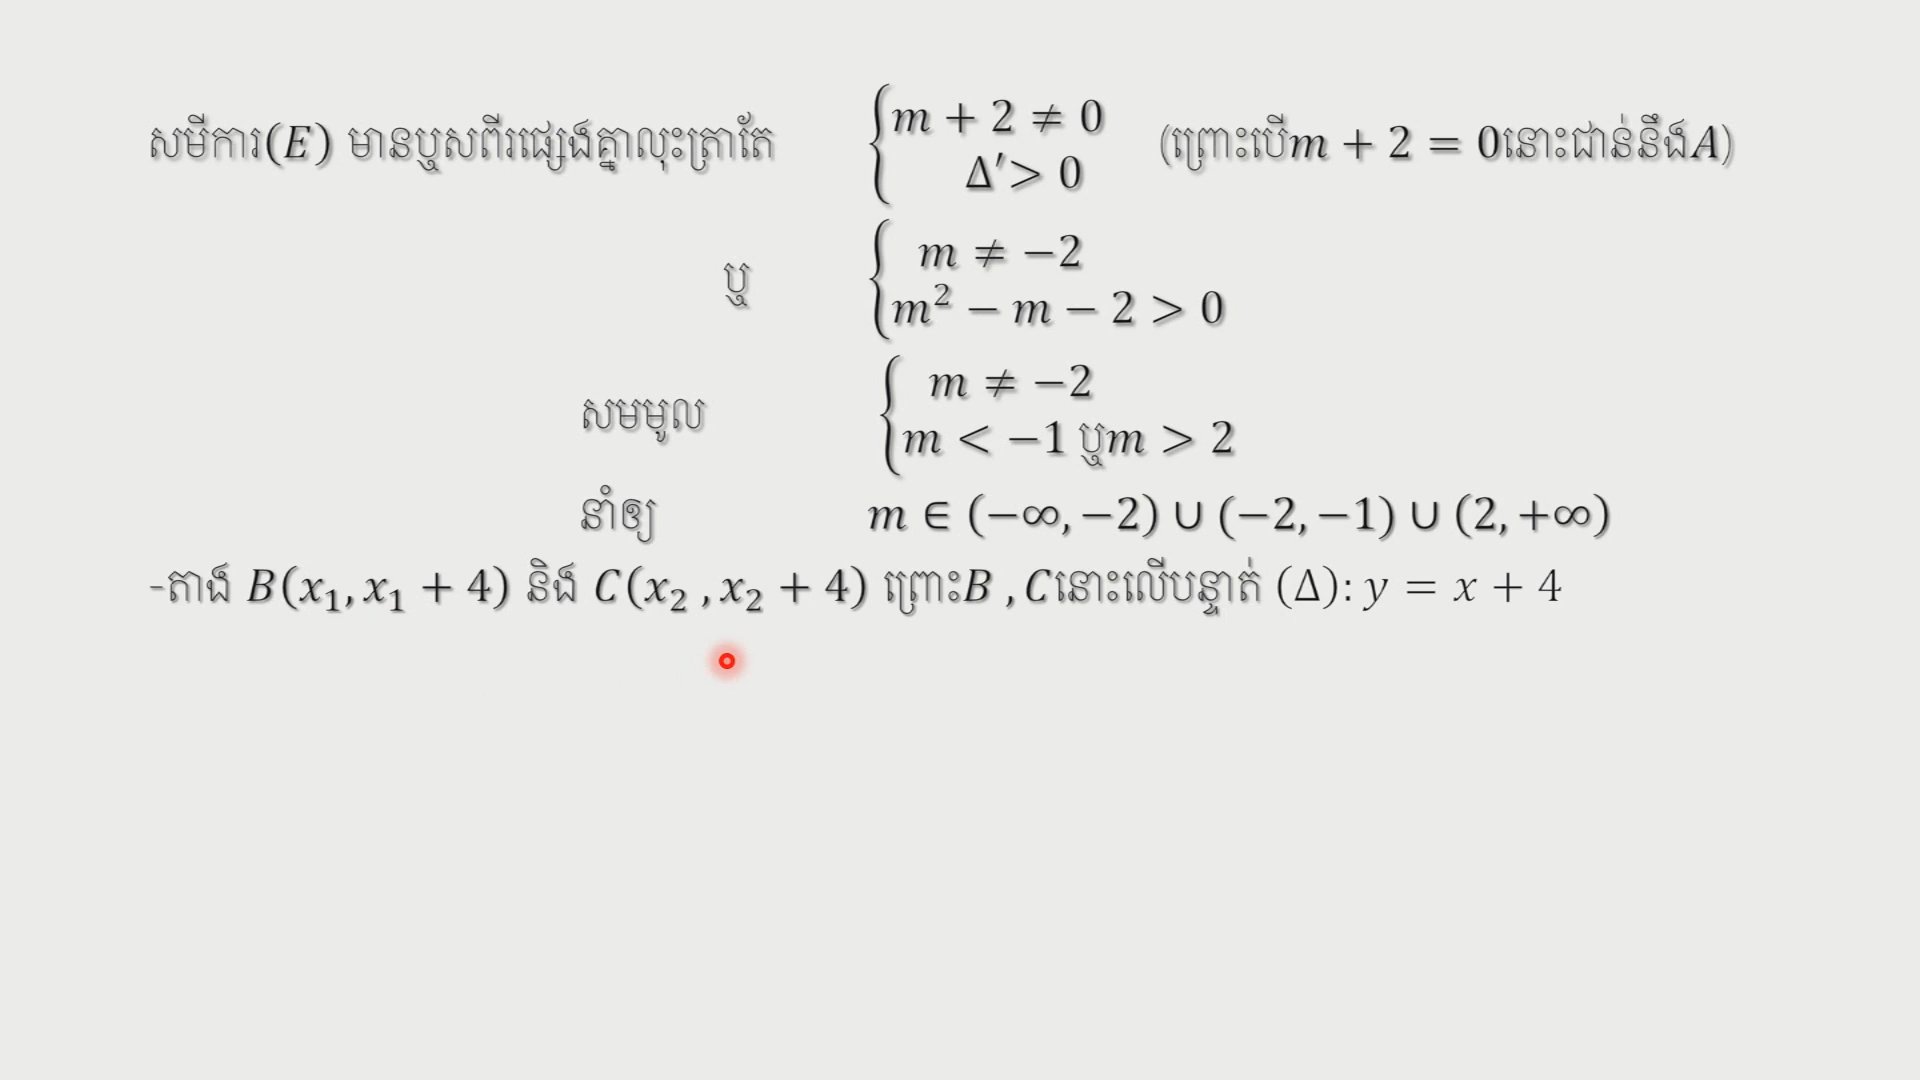 សមីការ(E) មានឬសពីរផ្សេងគ្នាលុះត្រាតែ {m + 2 ≠ 0 (ព្រោះបើm + 2 = 0នោះជាន់នឹងA)
Δ′> 0
ឬ {m ≠ −2
m² − m − 2 > 0
សមមូល {m ≠ −2
m < −1 ឬm > 2
នាំឲ្យ m ∈ (−∞, −2) ∪ (−2, −1) ∪ (2, +∞)
-តាង B(x₁, x₁ + 4) និង C(x₂ , x₂ + 4) ព្រោះB , Cនោះលើបន្ទាត់ (Δ): y = x + 4